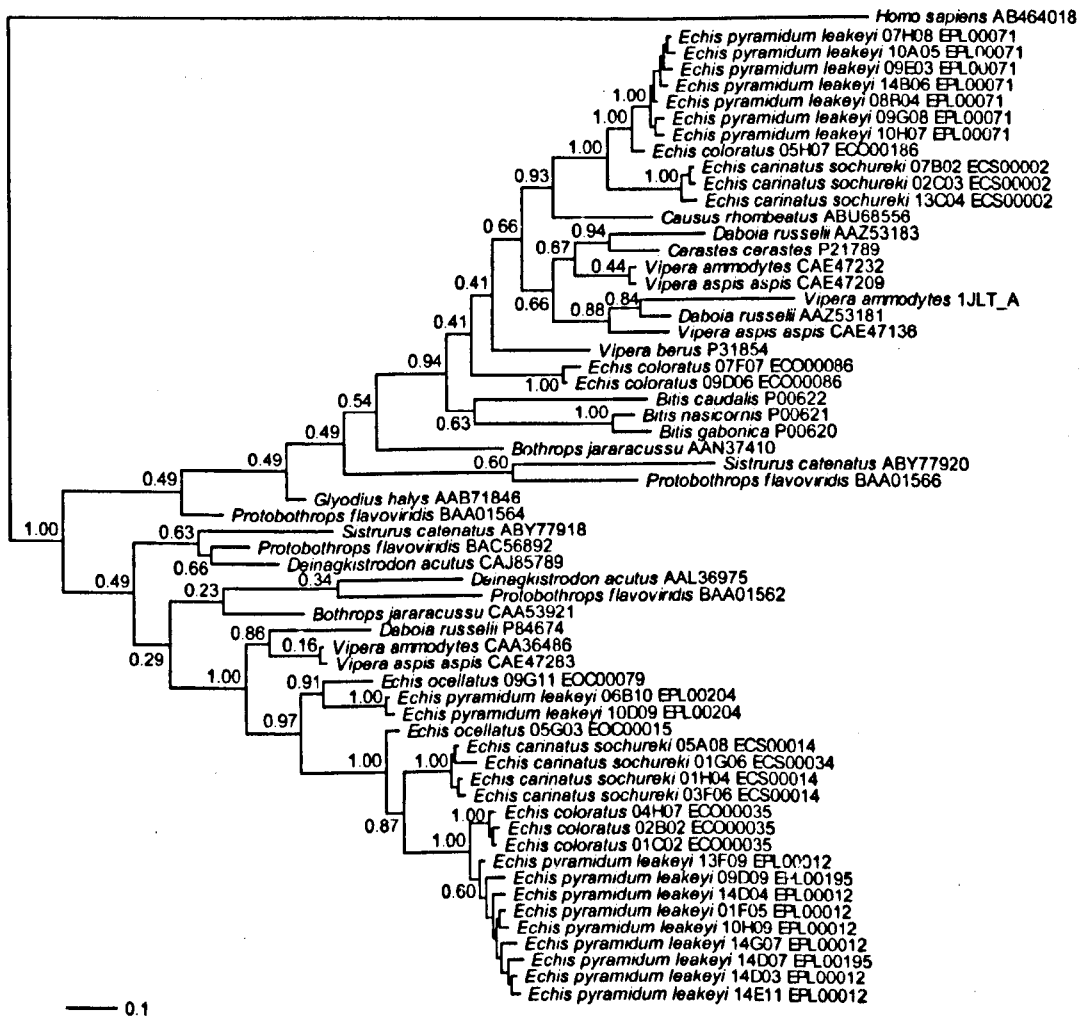 Homo sapiens AB464018
Echis pyramidum leakeyi 07H08 EPL00071
Echis pyramidum leakeyi 10A05 EPL00071
Echis pyramidum leakeyi 09E03 EPL00071
Echis pyramidum leakeyi 14B06 EPL00071
1.00 Echis pyramidum leakeyi 08B04 EPL00071
1.00 Echis pyramidum leakeyi 09G08 EPL00071
Echis pyramidum leakeyi 10H07 EPL00071
1.00 Echis coloratus 05H07 ECO00186
Echis carinatus sochureki 07B02 ECS00002
0.93 1.00 Echis carinatus sochureki 02C03 ECS00002
Echis carinatus sochureki 13C04 ECS00002
Causus rhombeatus ABU68556
0.66 0.94 Daboia russelii AAZ53183
0.67 Cerastes cerastes P21789
0.44 Vipera ammodytes CAE47232
0.41 Vipera aspis aspis CAE47209
0.66 0.84 Vipera ammodytes 1JLT_A
0.88 Daboia russelii AAZ53181
0.41 Vipera aspis aspis CAE47138
Vipera berus P31854
0.94 Echis coloratus 07F07 ECO00086
1.00 Echis coloratus 09D06 ECO00086
Bitis caudalis P00622
0.54 1.00 Bitis nasicornis P00621
0.63 Bitis gabonica P00620
0.49 Bothrops jararacussu AAN37410
0.49 0.60 Sistrurus catenatus ABY77920
0.49 Protobothrops flavoviridis BAA01566
Glyodius halys AAB71846
Protobothrops flavoviridis BAA01564
1.00 0.63 Sistrurus catenatus ABY77918
Protobothrops flavoviridis BAC56892
0.66 Deinagkistrodon acutus CAJ85789
0.49 0.34 Deinagkistrodon acutus AAL36975
0.23 Protobothrops flavoviridis BAA01562
Bothrops jararacussu CAA53921
0.86 Daboia russelii P84674
0.16 Vipera ammodytes CAA36486
0.29 Vipera aspis aspis CAE47283
1.00 0.91 Echis ocellatus 09G11 EOC00079
1.00 Echis pyramidum leakeyi 06B10 EPL00204
0.97 Echis pyramidum leakeyi 10D09 EPL00204
Echis ocellatus 05G03 EOC00015
Echis carinatus sochureki 05A08 ECS00014
1.00 1.00 Echis carinatus sochureki 01G06 ECS00034
Echis carinatus sochureki 01H04 ECS00014
Echis carinatus sochureki 03F06 ECS00014
0.87 1.00 Echis coloratus 04H07 ECO00035
Echis coloratus 02B02 ECO00035
1.00 Echis coloratus 01C02 ECO00035
Echis pyramidum leakeyi 13F09 EPL00012
Echis pyramidum leakeyi 09D09 EPL00195
0.60 Echis pyramidum leakeyi 14D04 EPL00012
Echis pyramidum leakeyi 01F05 EPL00012
Echis pyramidum leakeyi 10H09 EPL00012
Echis pyramidum leakeyi 14G07 EPL00012
Echis pyramidum leakeyi 14D07 EPL00195
Echis pyramidum leakeyi 14D03 EPL00012
Echis pyramidum leakeyi 14E11 EPL00012
0.1